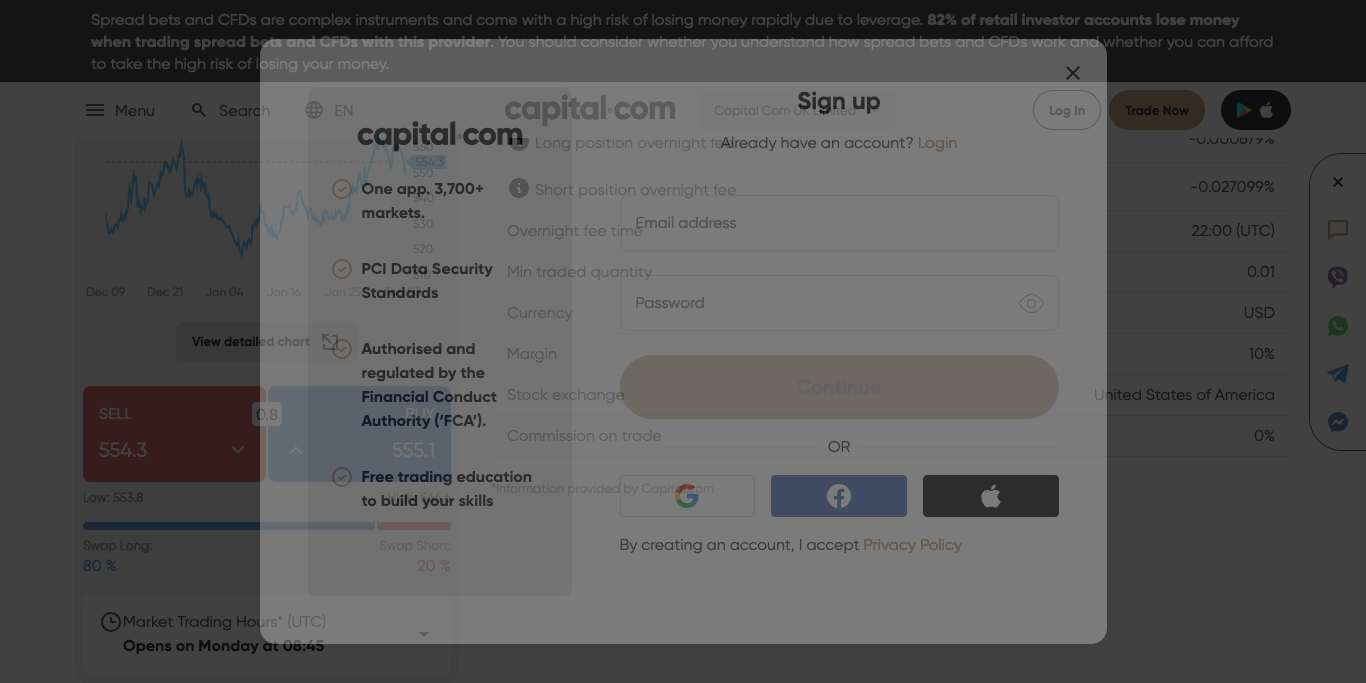 Spread bets and CFDs are complex instruments and come with a high risk of losing money rapidly due to leverage. 82% of retail investor accounts lose money
when trading spread bets and CFDs with this provider. You should consider whether you understand how spread bets and CFDs work and whether you can afford
to take the high risk of losing your money.
Menu
Search
EN
capital.com
Capital Com UK Limited
Log In
Trade Now
Sign up
Already have an account? Login
capital.com
One app. 3,700+
markets.
PCI Data Security
Standards
Authorised and
regulated by the
Financial Conduct
Authority ('FCA').
Free trading education
to build your skills
Email address
Password
Continue
OR
By creating an account, I accept Privacy Policy
560
554.3
550
540
530
520
510
Dec 09
Dec 21
Jan 04
Jan 16
Jan 25
View detailed chart
SELL
554.3
0.8
BUY
555.1
Low: 553.8
Swap Long:
80 %
Swap Short:
20 %
Market Trading Hours* (UTC)
Opens on Monday at 08:45
Long position overnight fee
-0.000879%
Short position overnight fee
-0.027099%
Overnight fee time
22:00 (UTC)
Min traded quantity
0.01
Currency
USD
Margin
10%
Stock exchange
United States of America
Commission on trade
0%
*Information provided by Capital.com